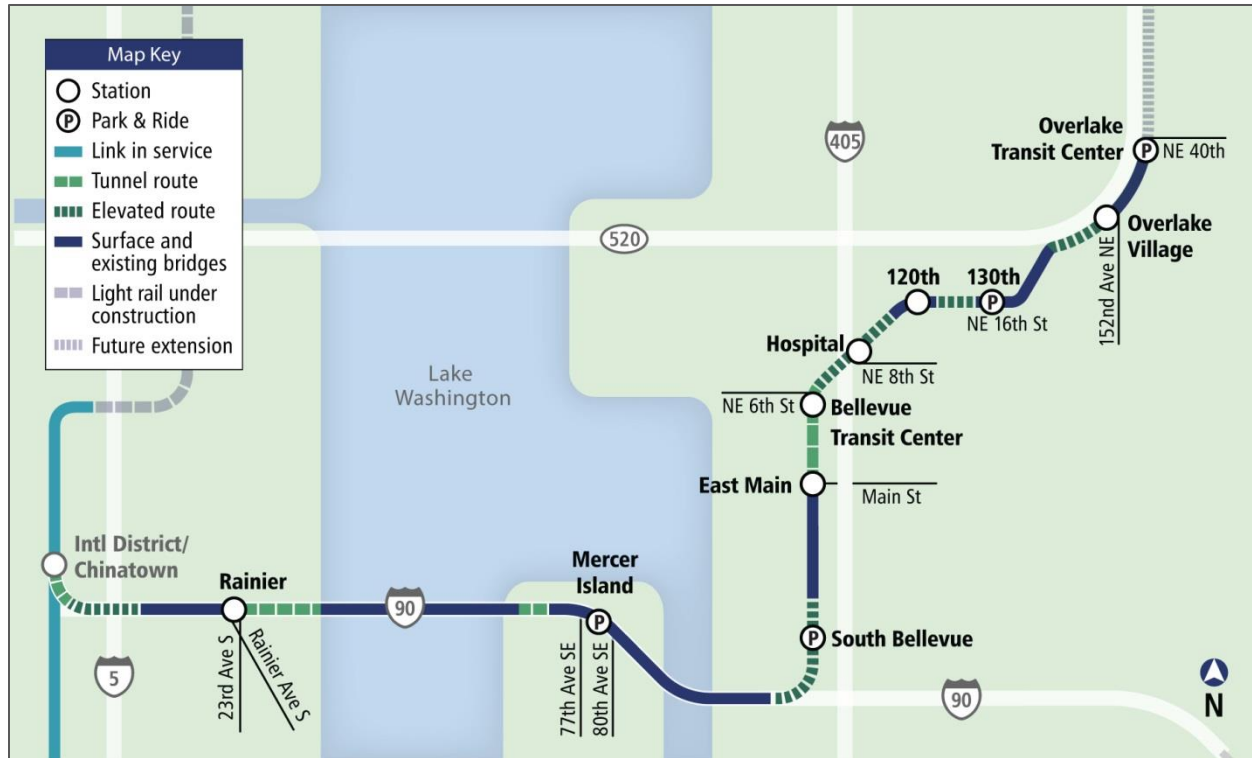 Map Key
Station
P Park & Ride
Link in service
Tunnel route
Elevated route
Surface and
existing bridges
Light rail under
construction
Future extension
405
Overlake
Transit Center
P
NE 40th
520
Overlake
Village
152nd Ave NE
120th
130th
P
NE 16th St
Hospital
NE 8th St
Lake
Washington
NE 6th St
Bellevue
Transit Center
East Main
Main St
Intl District/
Chinatown
Rainier
23rd Ave S
Rainier Ave S
5
90
Mercer
Island
P
77th Ave SE
80th Ave SE
P
South Bellevue
90
N